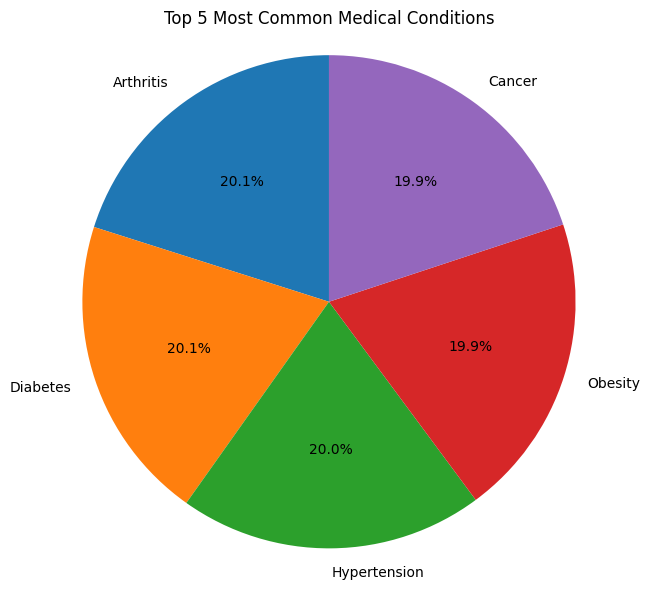 Top 5 Most Common Medical Conditions
Arthritis
Cancer
20.1%
19.9%
20.1%
19.9%
Diabetes
Obesity
20.0%
Hypertension